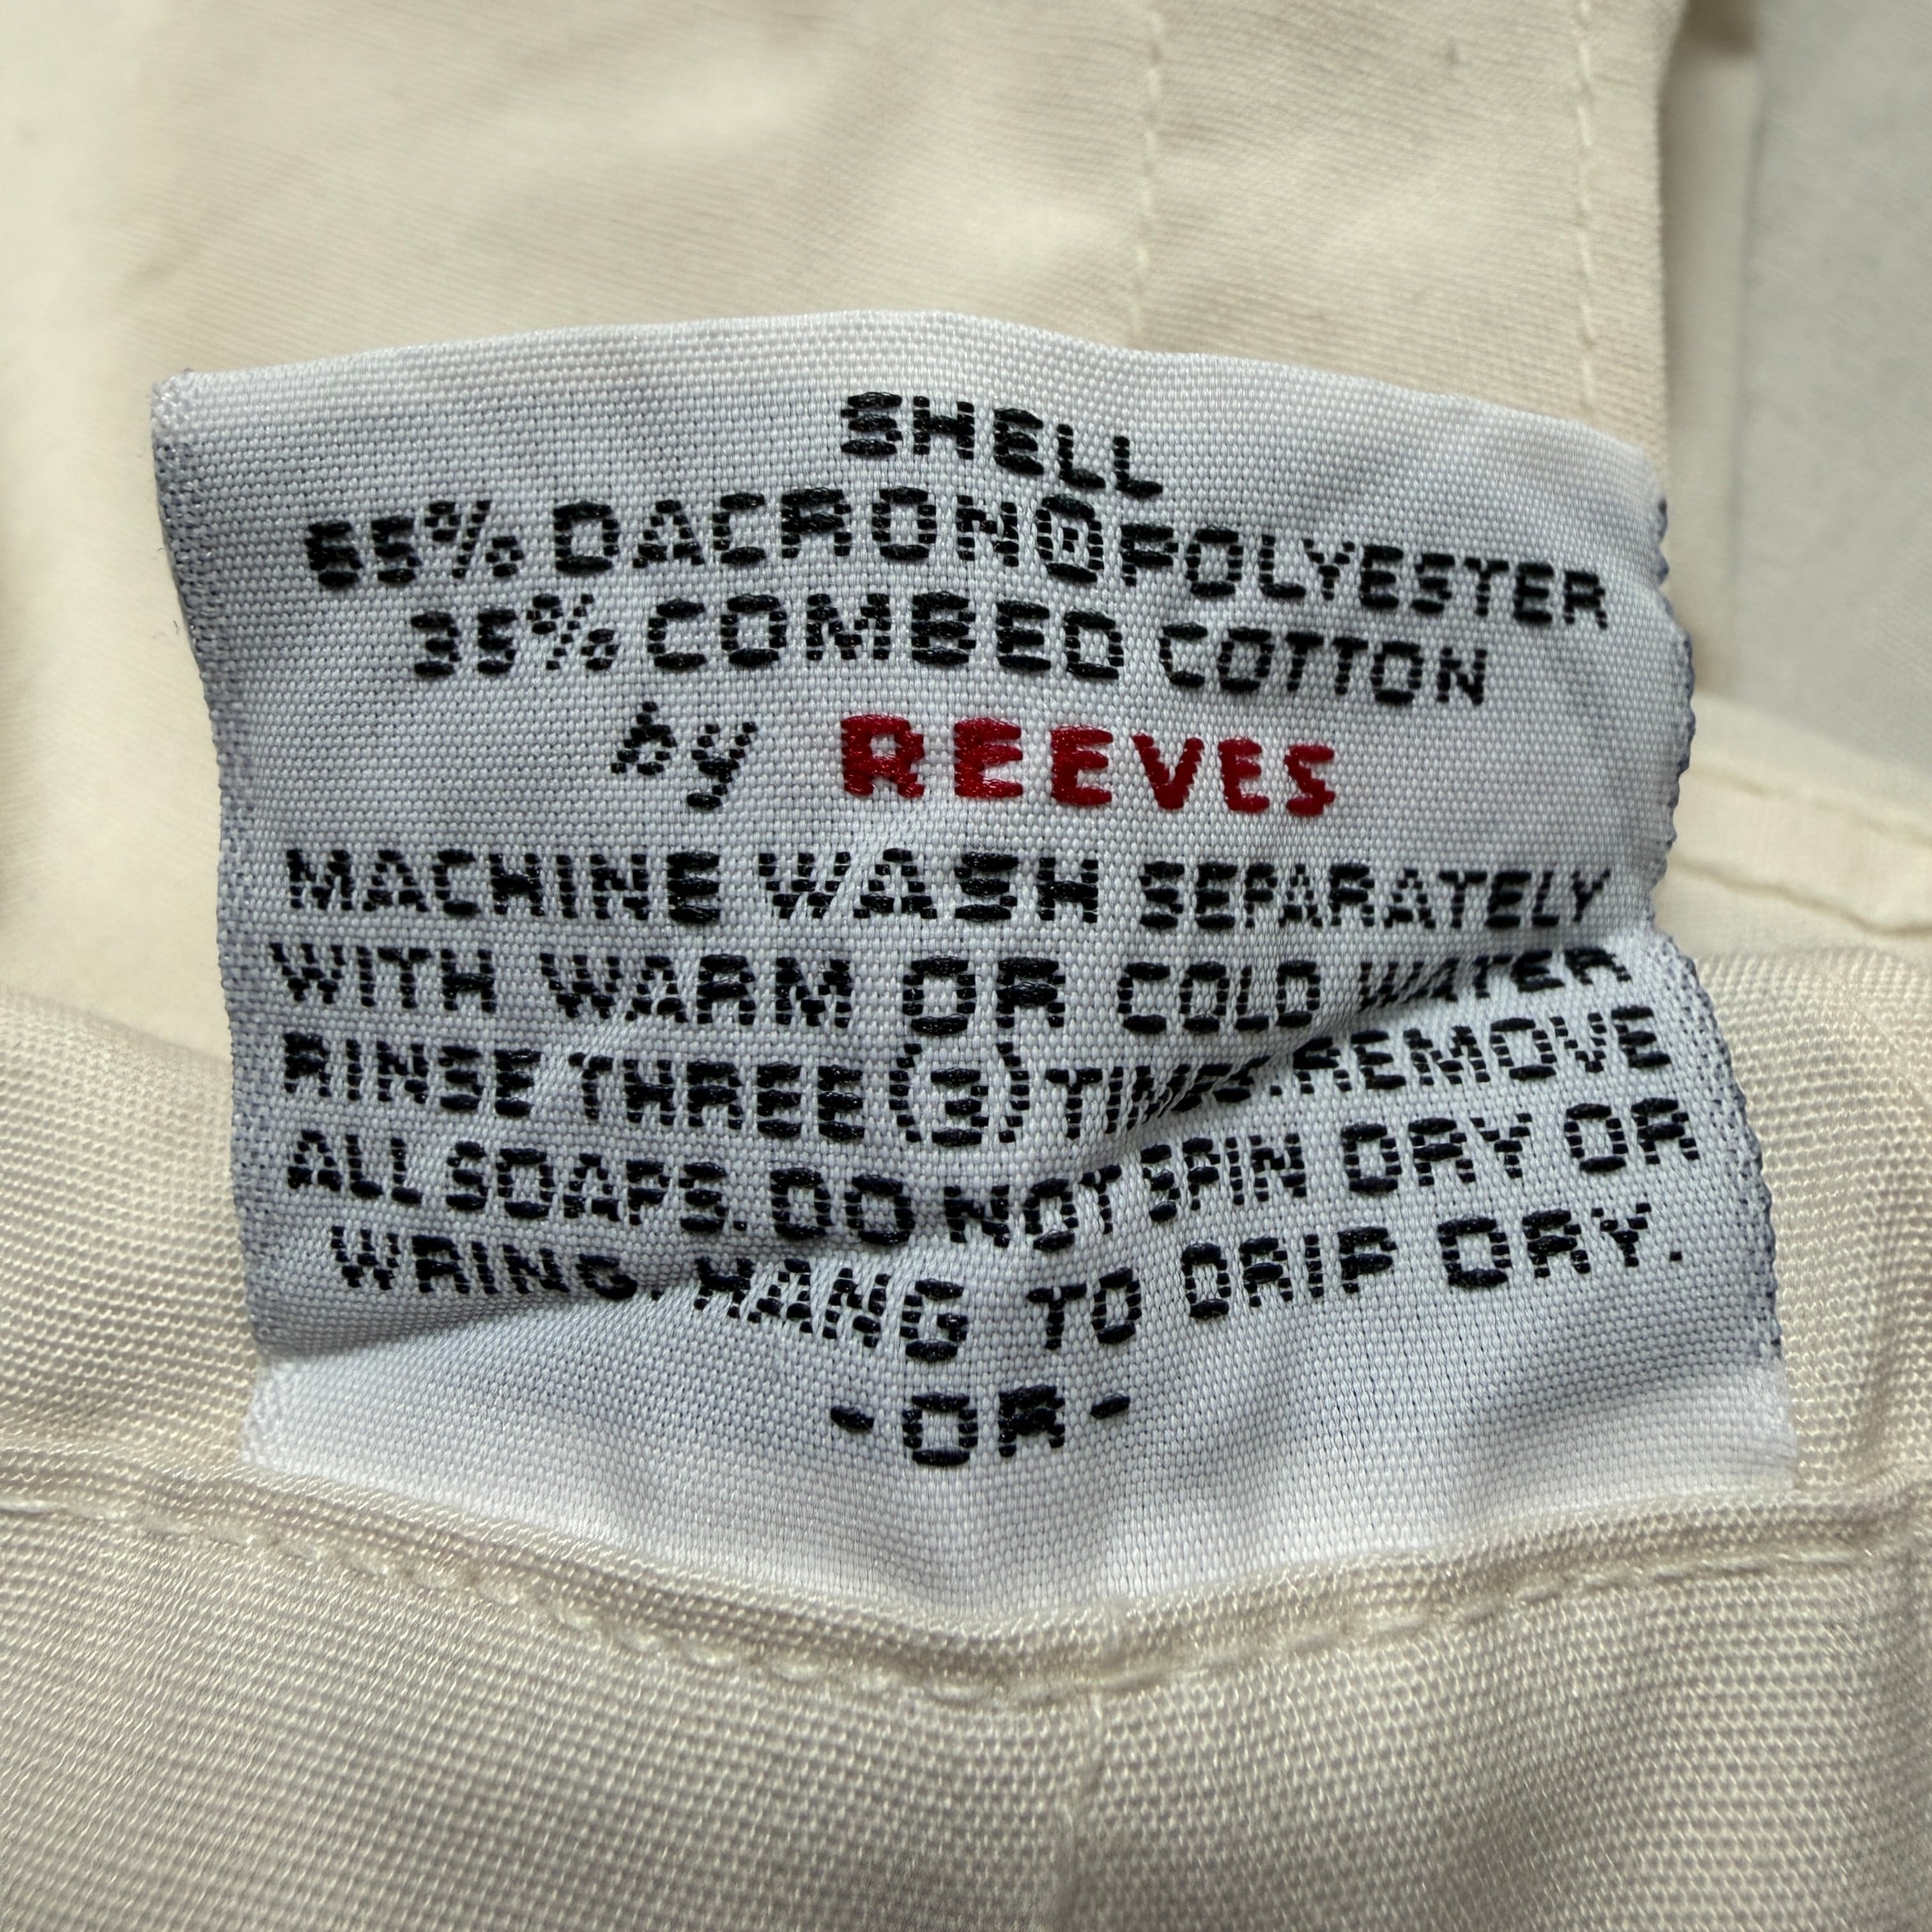 SHELL
65% DACRON®POLYESTER
35% COMBED COTTON
by REEVES
MACHINE WASH SEPARATELY
WITH WARM OR COLD WATER
RINSE THREE (3) TIMES.REMOVE
ALL SOAPS. DO NOT SPIN DRY OR
WRING. HANG TO DRIP DRY.
-OR-